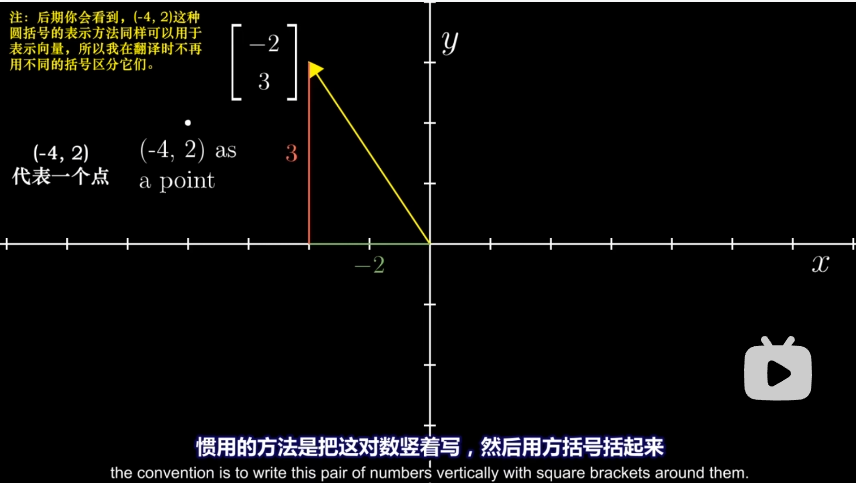 注：后期你会看到，(-4, 2)这种
圆括号的表示方法同样可以用于
表示向量，所以我在翻译时不再
用不同的括号区分它们。
−2
3
y
(-4, 2)
代表一个点
(-4, 2) as
a point
3
−2
x
惯用的方法是把这对数竖着写，然后用方括号括起来
the convention is to write this pair of numbers vertically with square brackets around them.